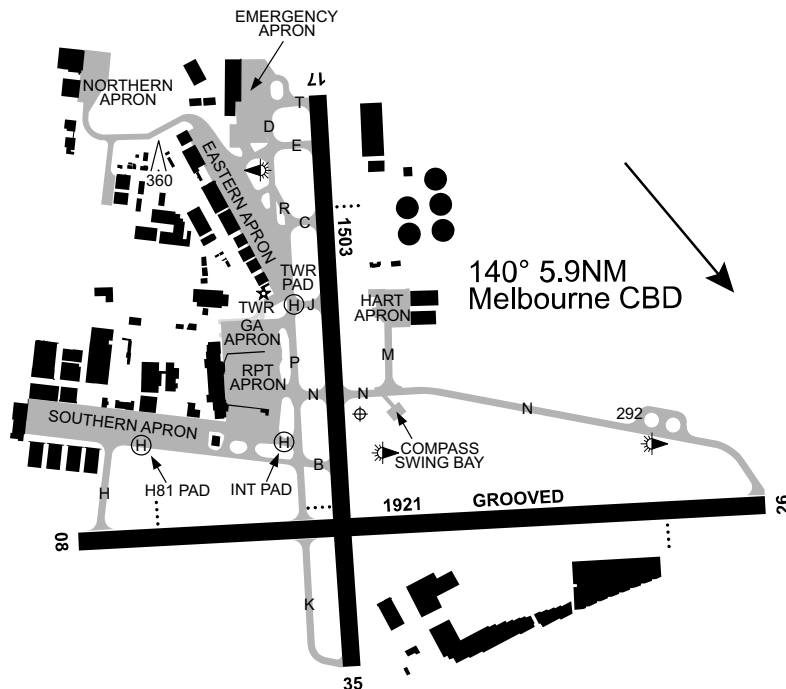 EMERGENCY
APRON
NORTHERN
APRON
17
T
D
E
360
EASTERN APRON
R
C
1503
140° 5.9NM
Melbourne CBD
TWR
PAD
H
J
TWR
HART
APRON
GA
APRON
P
M
RPT
APRON
N
N
N
292
SOUTHERN APRON
H
H
COMPASS
SWING BAY
B
H
H81 PAD
INT PAD
1921
GROOVED
26
08
K
35